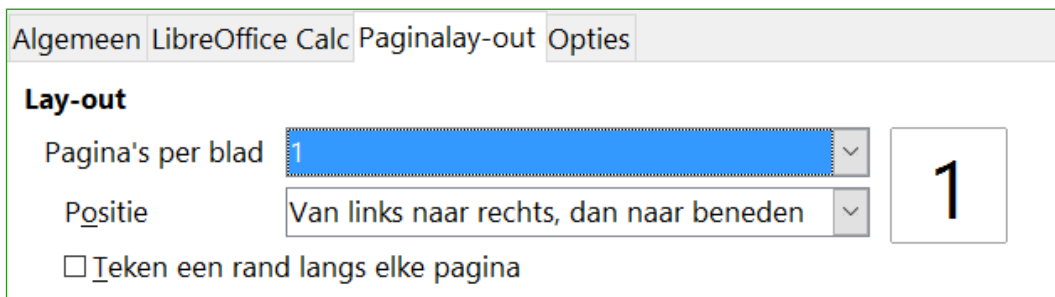 Algemeen LibreOffice Calc Paginalay-out Opties
Lay-out
Pagina's per blad 1
1
Positie Van links naar rechts, dan naar beneden
Teken een rand langs elke pagina